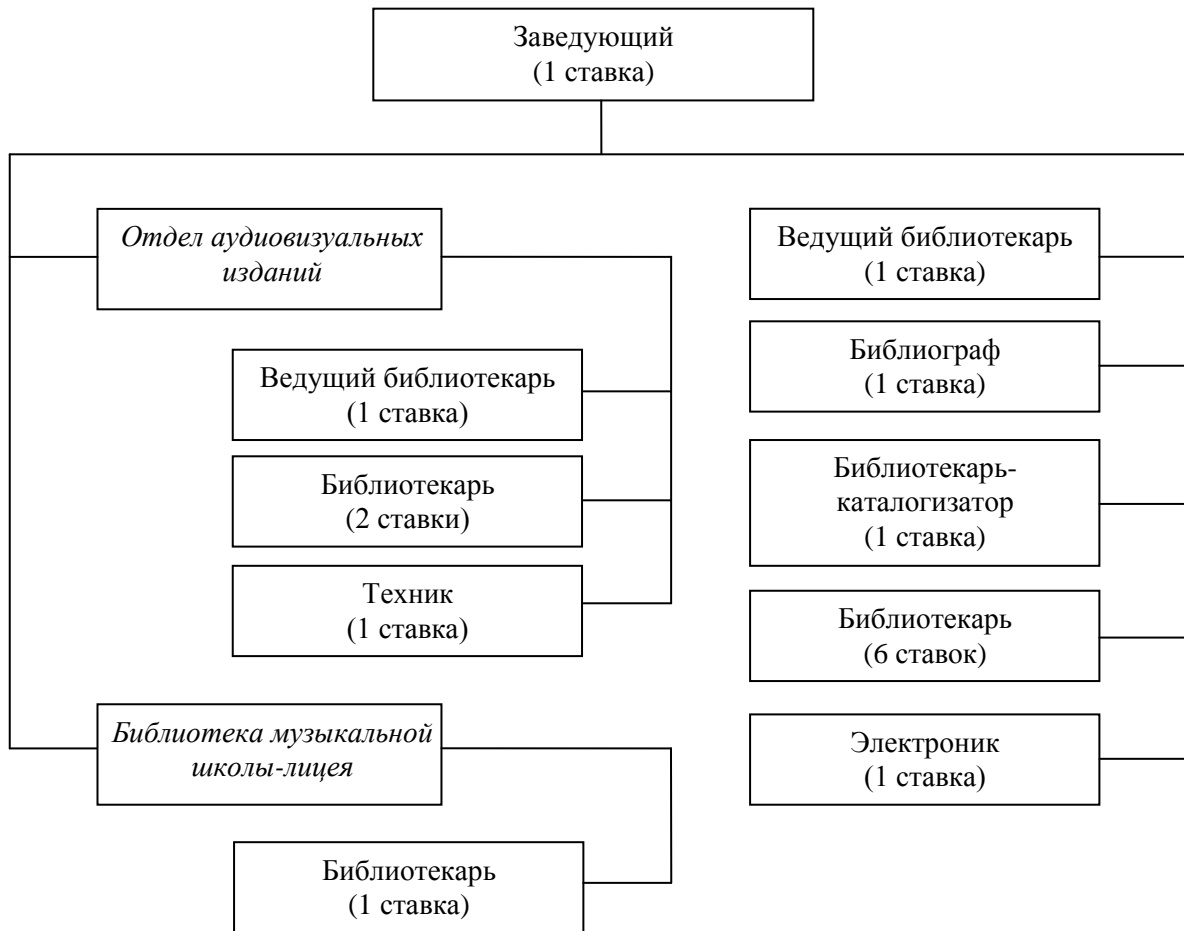 Заведующий
(1 ставка)
Отдел аудиовизуальных
изданий
Ведущий библиотекарь
(1 ставка)
Библиотекарь
(2 ставки)
Техник
(1 ставка)
Библиотека музыкальной
школы-лицея
Библиотекарь
(1 ставка)
Ведущий библиотекарь
(1 ставка)
Библиограф
(1 ставка)
Библиотекарь-
каталогизатор
(1 ставка)
Библиотекарь
(6 ставок)
Электроник
(1 ставка)